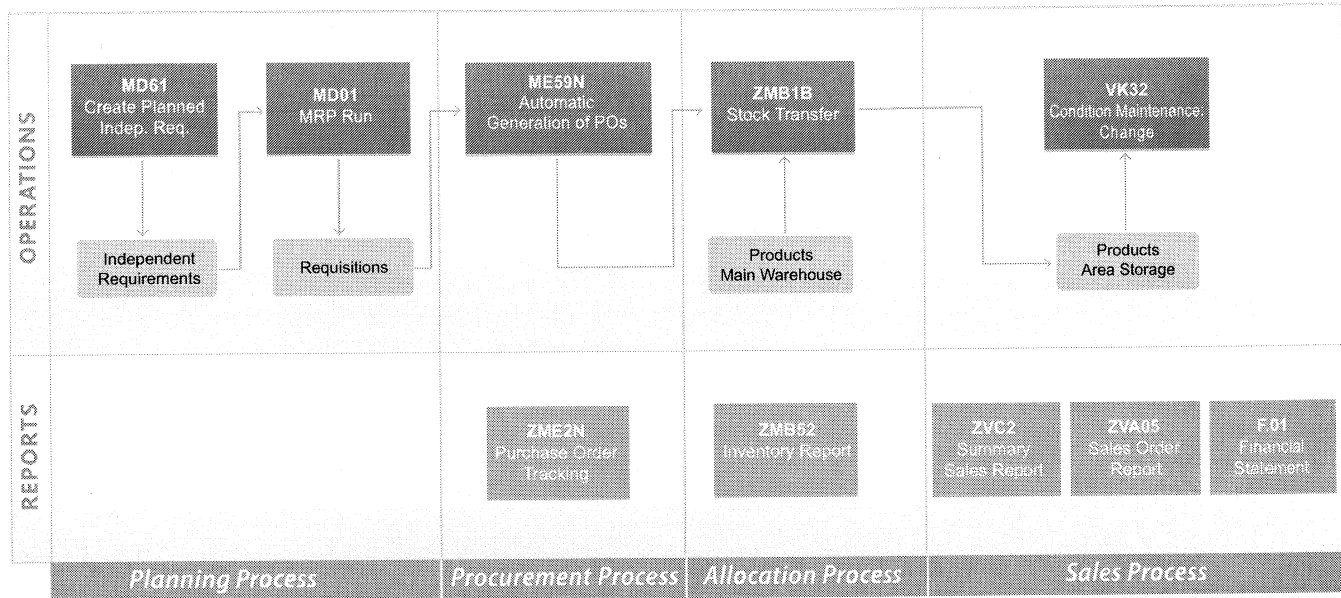 OPERATIONS
MD61
Create Planned
Indep. Req.
MD01
MRP Run
ME59N
Automatic
Generation of POs
ZMB1B
Stock Transfer
VK32
Condition Maintenance:
Change
Independent
Requirements
Requisitions
Products
Main Warehouse
Products
Area Storage
REPORTS
ZME2N
Purchase Order
Tracking
ZMB52
Inventory Report
ZVC2
Summary
Sales Report
ZVA05
Sales Order
Report
F.01
Financial
Statement
Planning Process
Procurement Process
Allocation Process
Sales Process